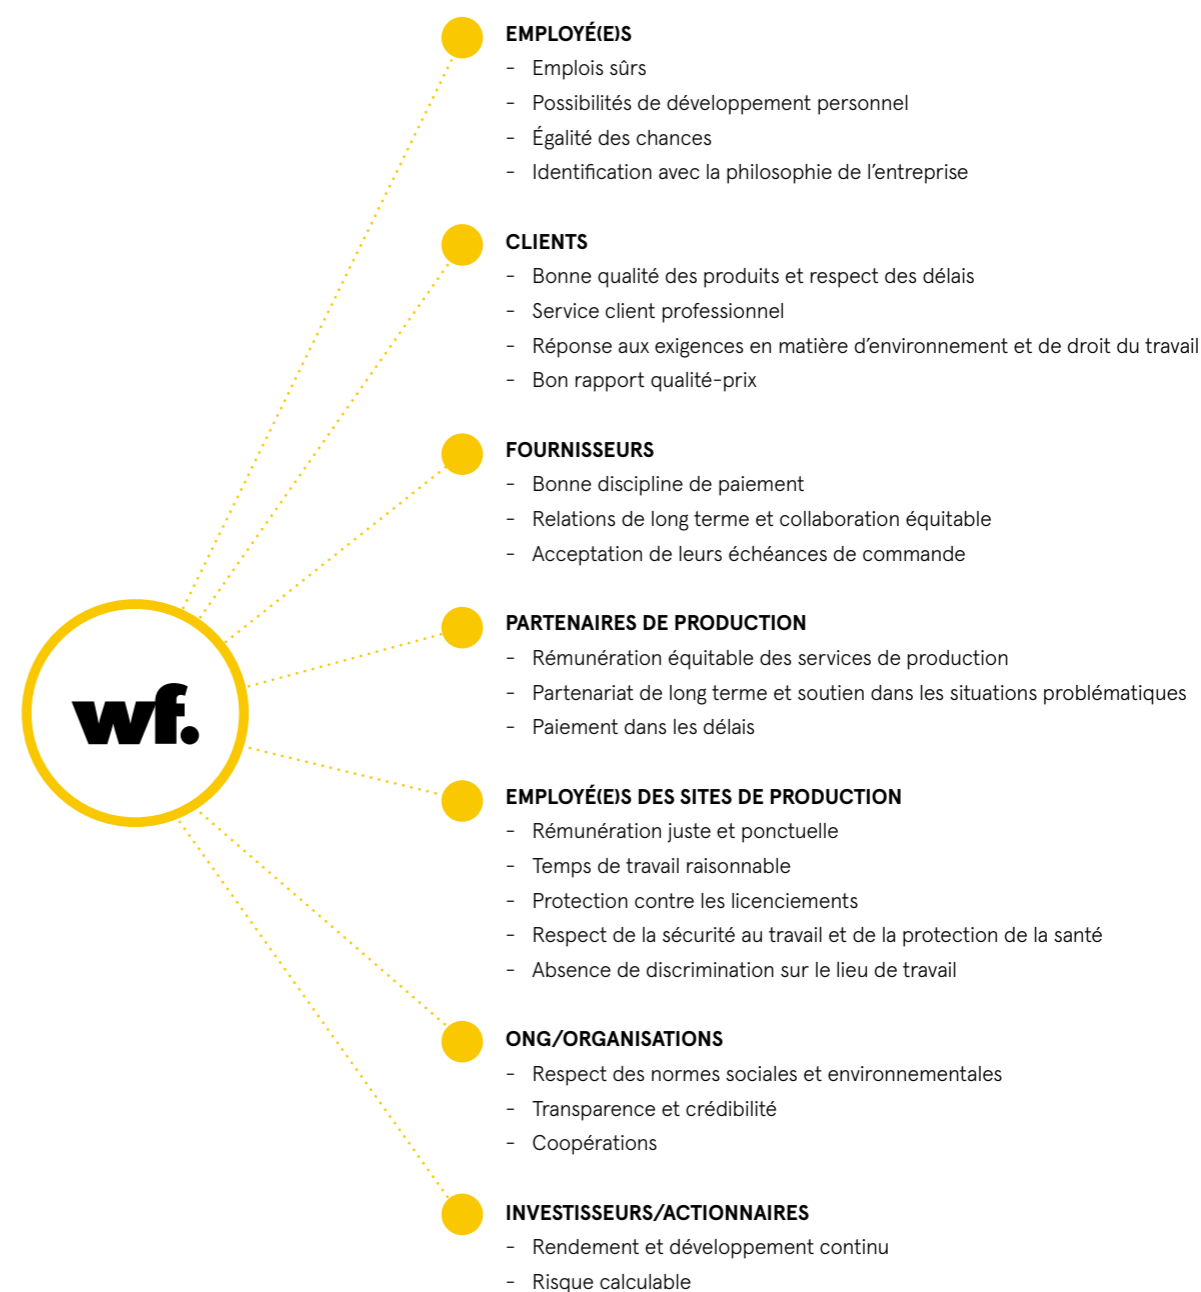 EMPLOYÉ(E)S
- Emplois sûrs
- Possibilités de développement personnel
- Égalité des chances
- Identification avec la philosophie de l’entreprise
CLIENTS
- Bonne qualité des produits et respect des délais
- Service client professionnel
- Réponse aux exigences en matière d’environnement et de droit du travail
- Bon rapport qualité-prix
FOURNISSEURS
- Bonne discipline de paiement
- Relations de long terme et collaboration équitable
- Acceptation de leurs échéances de commande
wf.
PARTENAIRES DE PRODUCTION
- Rémunération équitable des services de production
- Partenariat de long terme et soutien dans les situations problématiques
- Paiement dans les délais
EMPLOYÉ(E)S DES SITES DE PRODUCTION
- Rémunération juste et ponctuelle
- Temps de travail raisonnable
- Protection contre les licenciements
- Respect de la sécurité au travail et de la protection de la santé
- Absence de discrimination sur le lieu de travail
ONG/ORGANISATIONS
- Respect des normes sociales et environnementales
- Transparence et crédibilité
- Coopérations
INVESTISSEURS/ACTIONNAIRES
- Rendement et développement continu
- Risque calculable